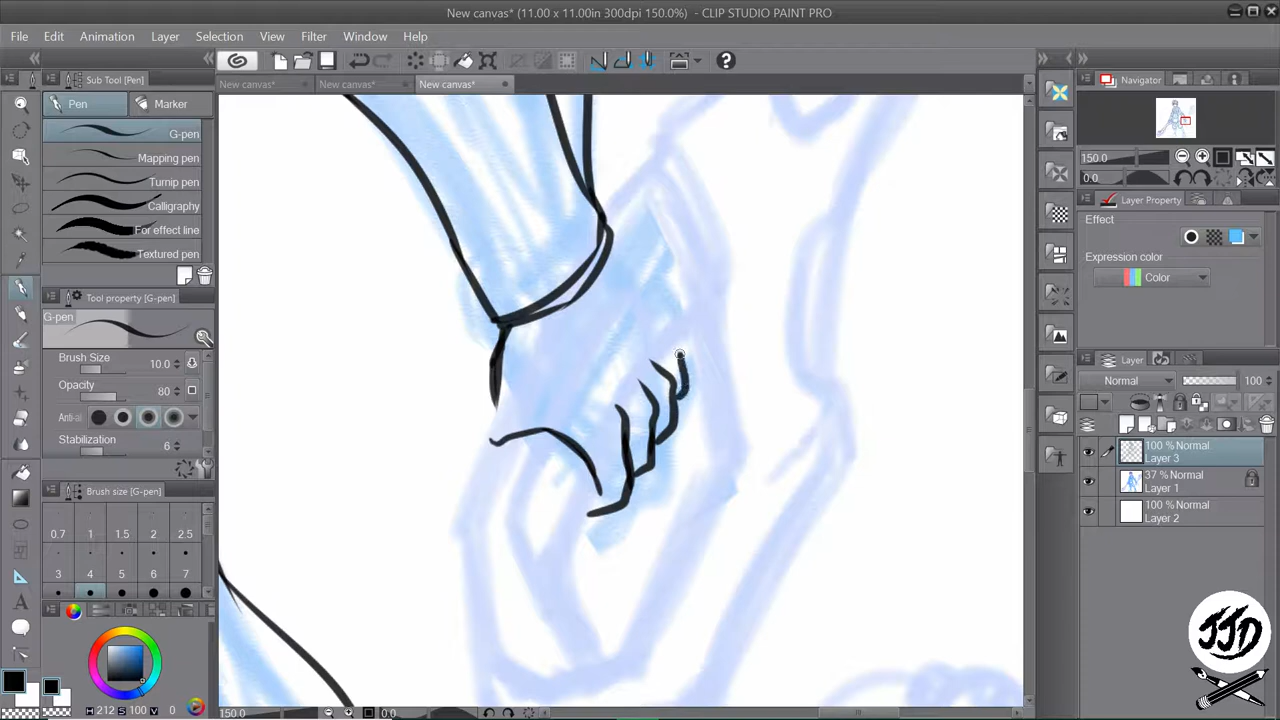 New canvas* (11.00 x 11.00in 300dpi 150.0%) - CLIP STUDIO PAINT PRO
File Edit Animation Layer Selection View Filter Window Help
Sub Tool [Pen]
Pen Marker
G-pen
Mapping pen
Turnip pen
Calligraphy
For effect line
Textured pen
Tool property [G-pen]
G-pen
Brush Size 10.0
Opacity 80
Anti-al
Stabilization 6
Brush size [G-pen]
0.7 1 1.5 2 2.5
3 4 5 6 7
H 212 S 100 V 0
New canvas* New canvas* New canvas*
150.0 0.0
Navigator
150.0
0.0
Layer Property
Effect
Expression color
Color
Layer
Normal 100
100 % Normal
Layer 3
37 % Normal
Layer 1
100 % Normal
Layer 2
JJD